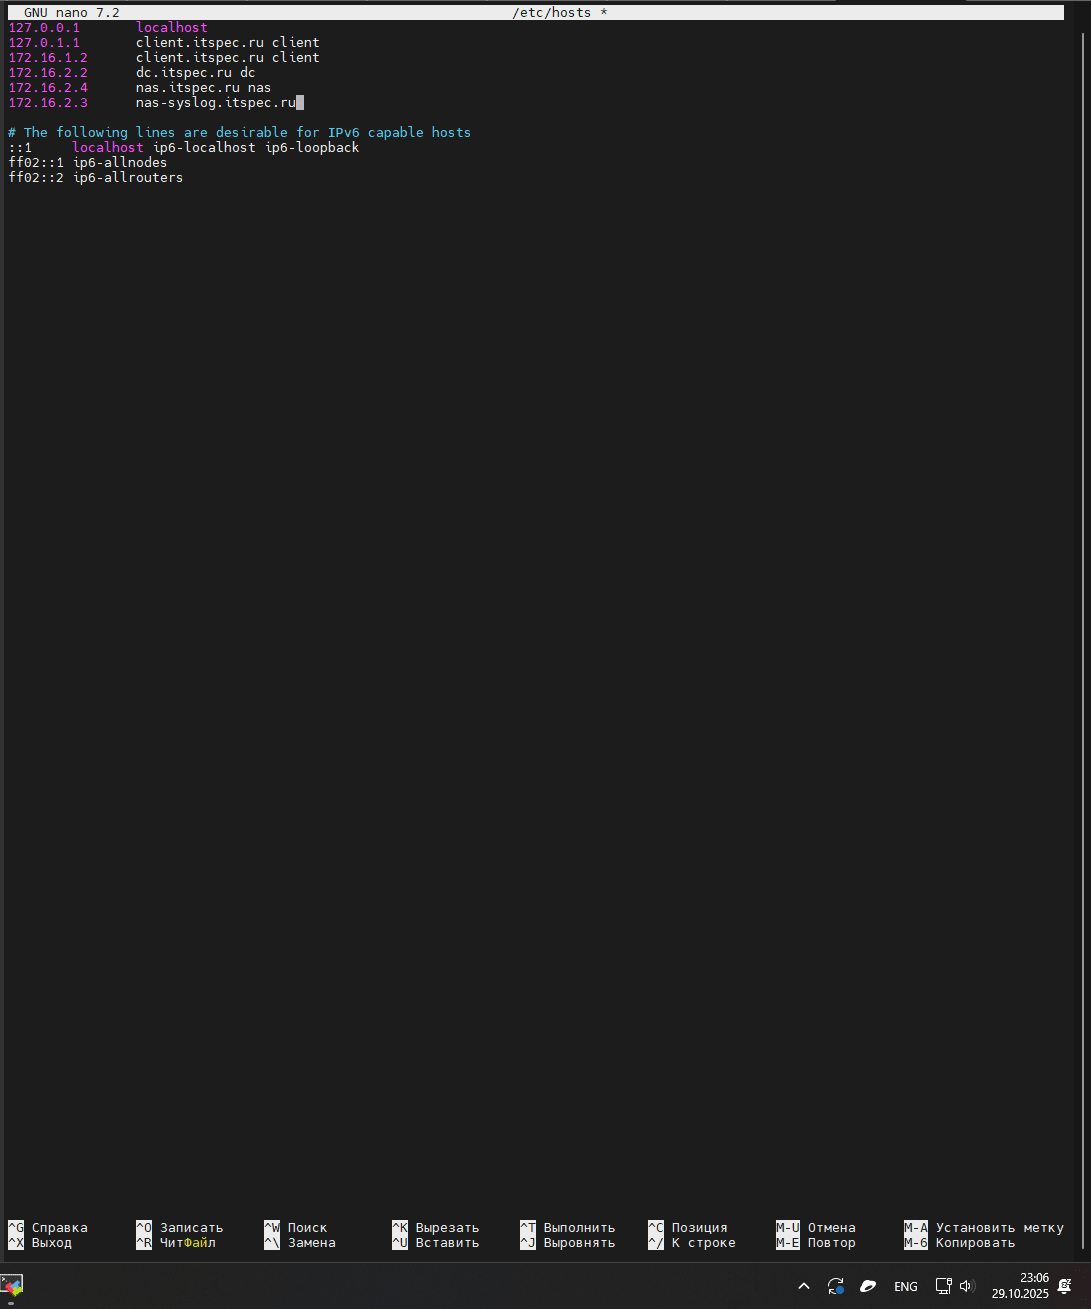 GNU nano 7.2 /etc/hosts *
127.0.0.1 localhost
127.0.1.1 client.itspec.ru client
172.16.1.2 client.itspec.ru client
172.16.2.2 dc.itspec.ru dc
172.16.2.4 nas.itspec.ru nas
172.16.2.3 nas-syslog.itspec.ru
# The following lines are desirable for IPv6 capable hosts
::1 localhost ip6-localhost ip6-loopback
ff02::1 ip6-allnodes
ff02::2 ip6-allrouters
^G Справка ^O Записать ^W Поиск ^K Вырезать ^T Выполнить ^C Позиция M-U Отмена M-A Установить метку
^X Выход ^R ЧитФайл ^\ Замена ^U Вставить ^J Выровнять ^/ К строке M-E Повтор M-6 Копировать
ENG 23:06
29.10.2025